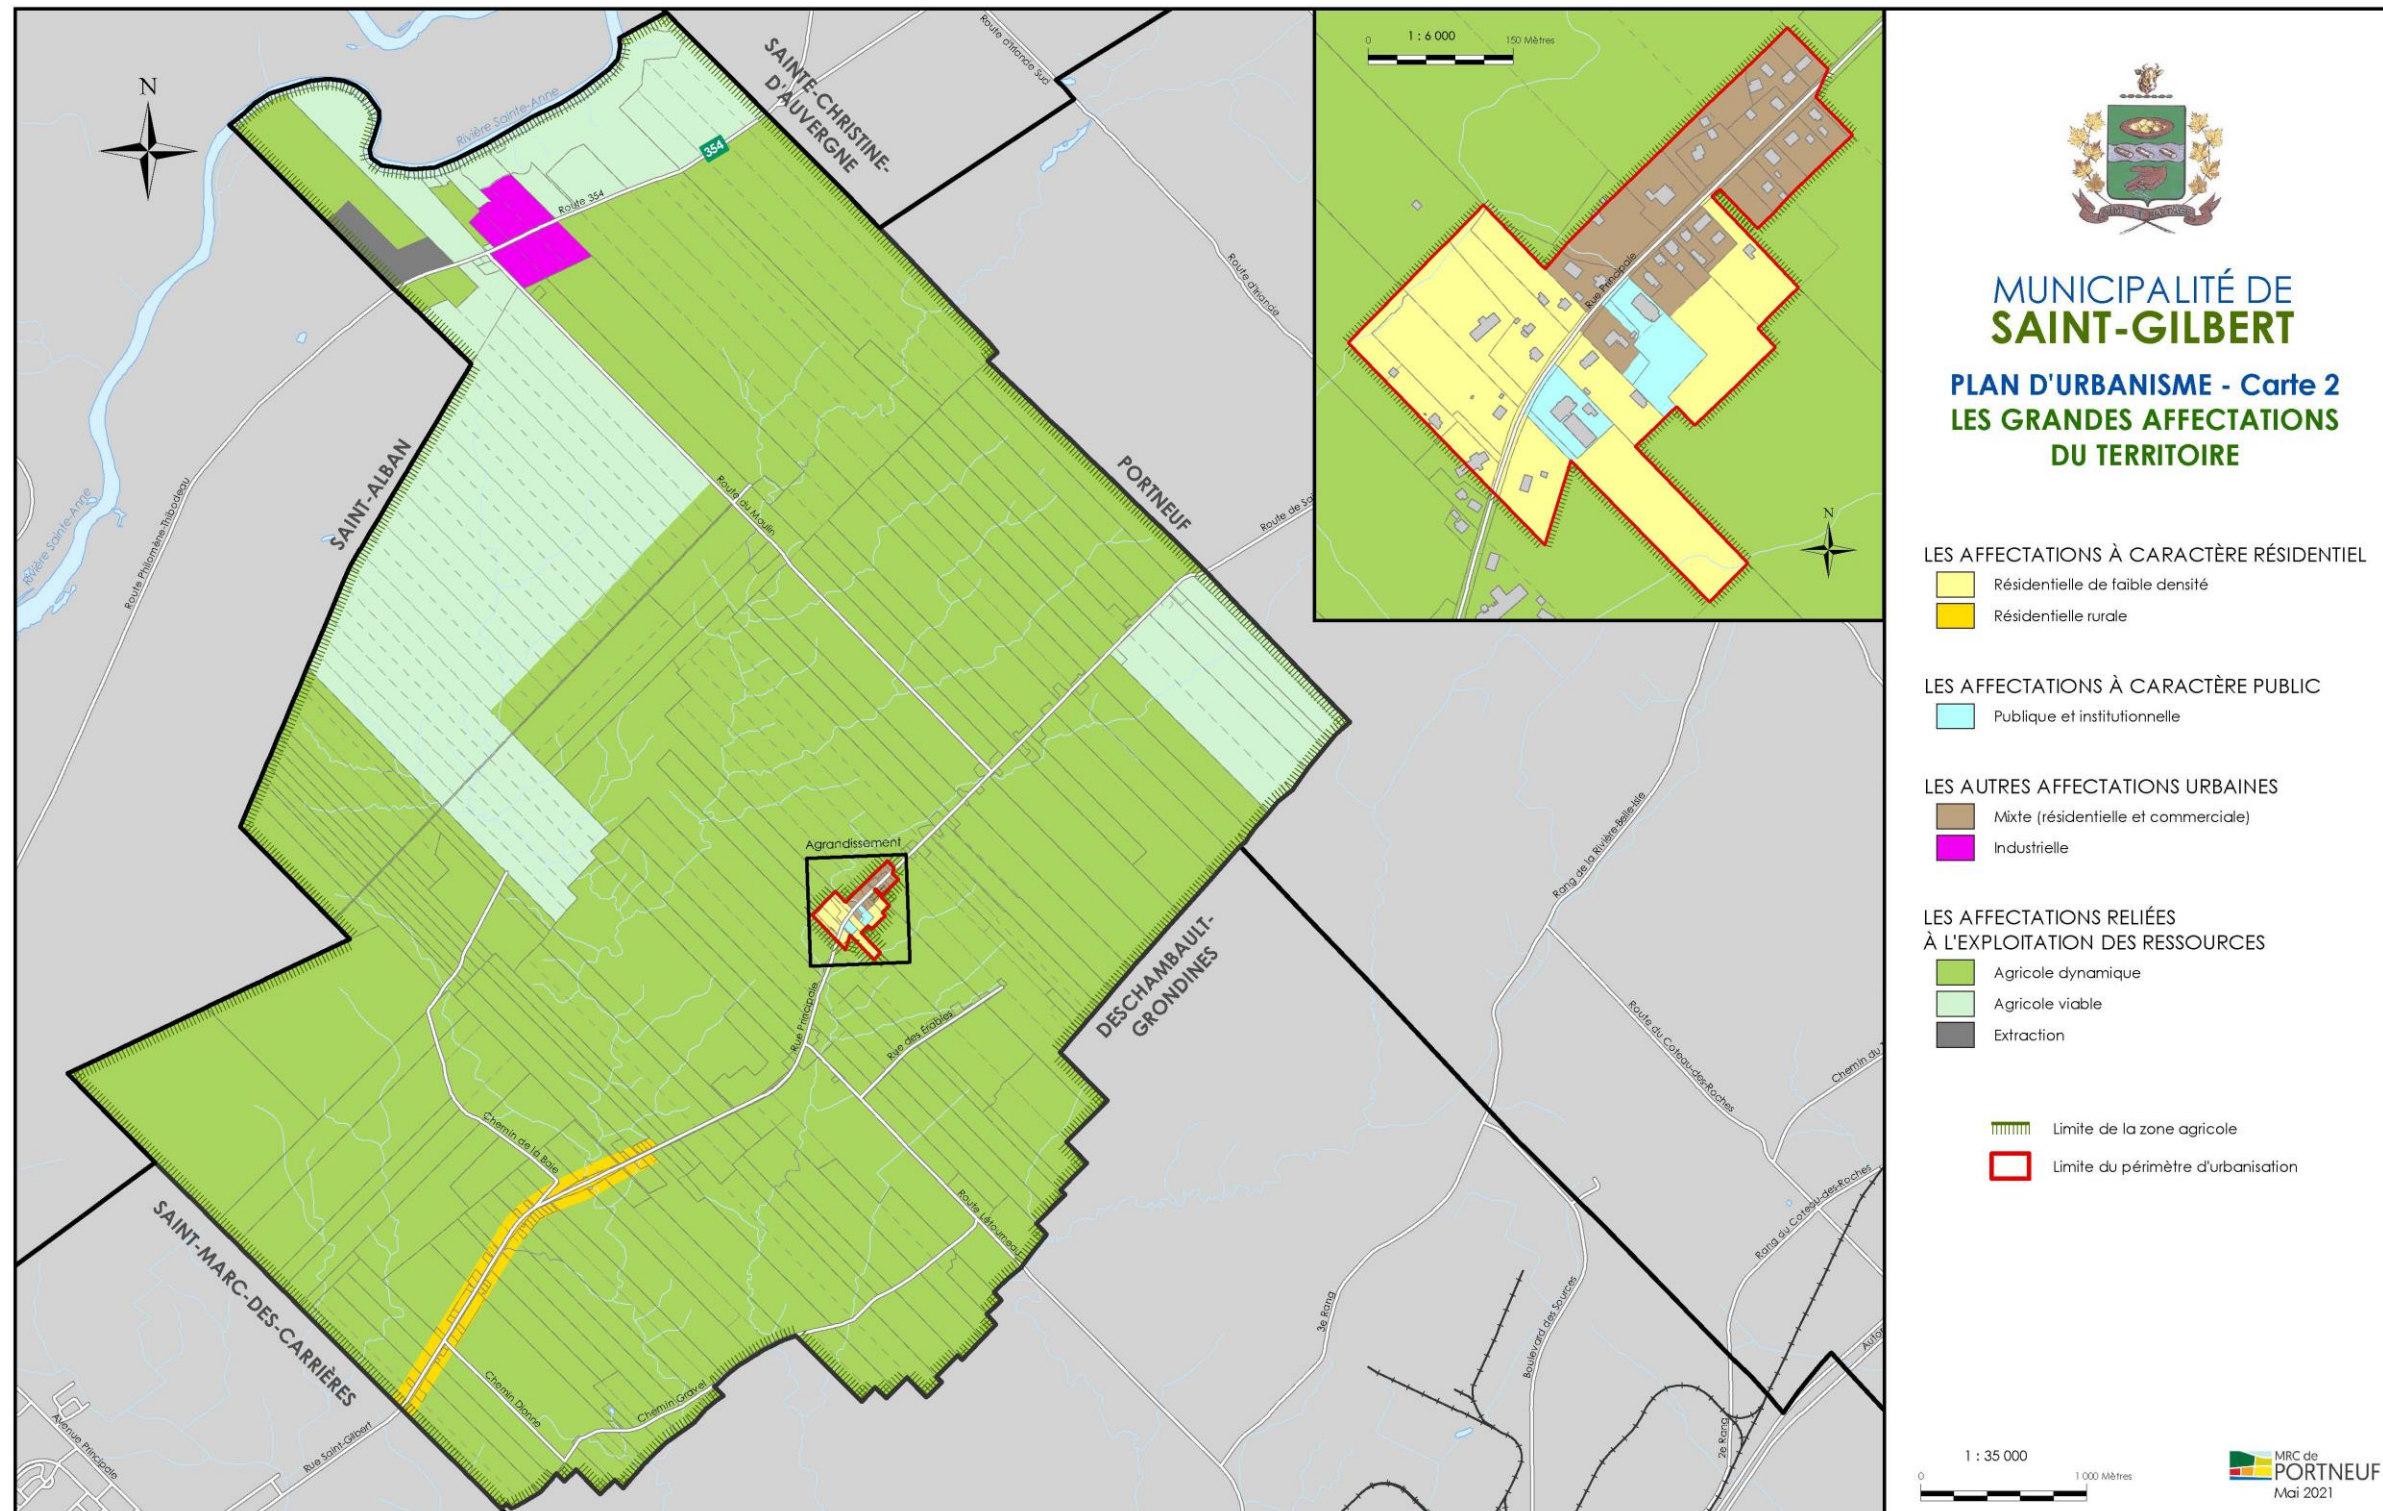 N
SAINTE-CHRISTINE-
D'AUVERGNE
Route d'Irlande Sud
Rivière Sainte-Anne
354
Route 354
Route d'Irlande
Rivière Sainte-Anne
Route Philomène-Thibodeau
SAINT-ALBAN
PORTNEUF
Route du Moulin
Agrandissement
Rue Principale
Rue des Érables
DESCHAMBAULT-
GRONDINES
Rang de la Rivière-Belle-Isle
Route du Coteau-des-Roches
Chemin du
Chemin de la Baie
Route Létourneau
Rang du Coteau-des-Roches
SAINT-MARC-DES-CARRIÈRES
3e Rang
Boulevard des Sources
Chemin Dionne
Chemin Gravel
Rue Saint-Gilbert
Avenue Principale
2e Rang
0
1 : 6 000
150 Mètres
Rue Principale
N
MUNICIPALITÉ DE
SAINT-GILBERT
PLAN D'URBANISME - Carte 2
LES GRANDES AFFECTATIONS
DU TERRITOIRE
LES AFFECTATIONS À CARACTÈRE RÉSIDENTIEL
Résidentielle de faible densité
Résidentielle rurale
LES AFFECTATIONS À CARACTÈRE PUBLIC
Publique et institutionnelle
LES AUTRES AFFECTATIONS URBAINES
Mixte (résidentielle et commerciale)
Industrielle
LES AFFECTATIONS RELIÉES
À L'EXPLOITATION DES RESSOURCES
Agricole dynamique
Agricole viable
Extraction
Limite de la zone agricole
Limite du périmètre d'urbanisation
1 : 35 000
0
1 000 Mètres
MRC de
PORTNEUF
Mai 2021